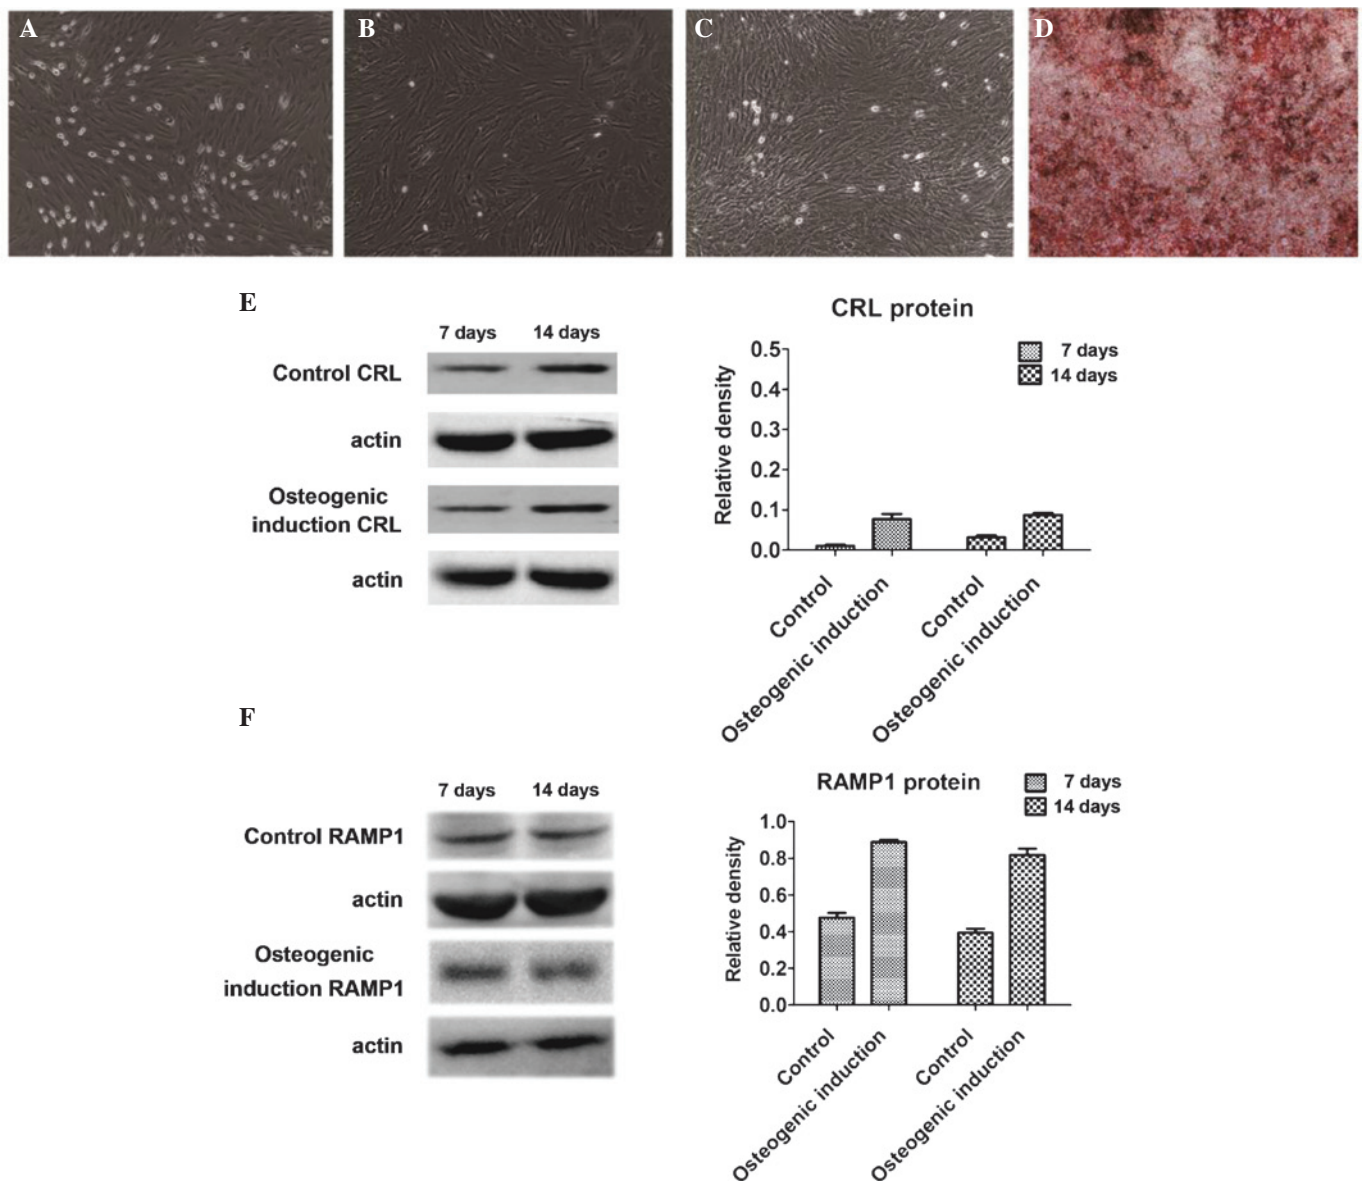 A
B
C
D
E
7 days 14 days
Control CRL
actin
Osteogenic
induction CRL
actin
CRL protein
7 days
14 days
Relative density
0.5
0.4
0.3
0.2
0.1
0.0
Control
Osteogenic induction
Control
Osteogenic induction
F
7 days 14 days
Control RAMP1
actin
Osteogenic
induction RAMP1
actin
RAMP1 protein
7 days
14 days
Relative density
1.0
0.8
0.6
0.4
0.2
0.0
Control
Osteogenic induction
Control
Osteogenic induction